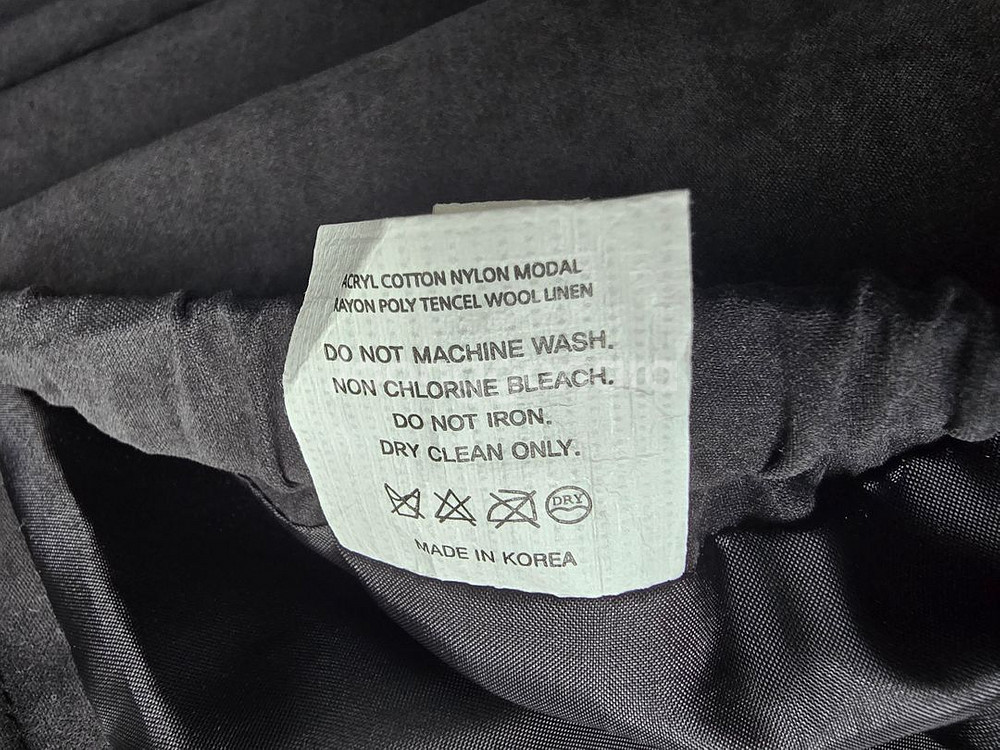 ACRYL COTTON NYLON MODAL
RAYON POLY TENCEL WOOL LINEN
DO NOT MACHINE WASH.
NON CHLORINE BLEACH.
DO NOT IRON.
DRY CLEAN ONLY.
DRY
MADE IN KOREA